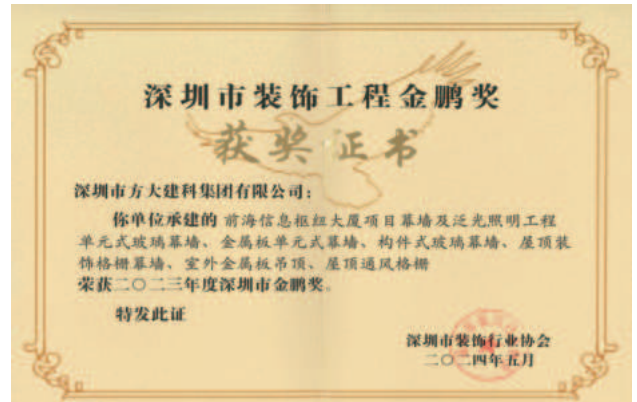 深圳市装饰工程金鹏奖
获奖证书
深圳市方大建科集团有限公司：
你单位承建的 前海信息枢纽大厦项目幕墙及泛光照明工程
单元式玻璃幕墙、金属板单元式幕墙、构件式玻璃幕墙、屋顶装
饰格栅幕墙、室外金属板吊顶、屋顶通风格栅
荣获二〇二三年度深圳市金鹏奖。
特发此证
深圳市装饰行业协会
二〇二四年五月